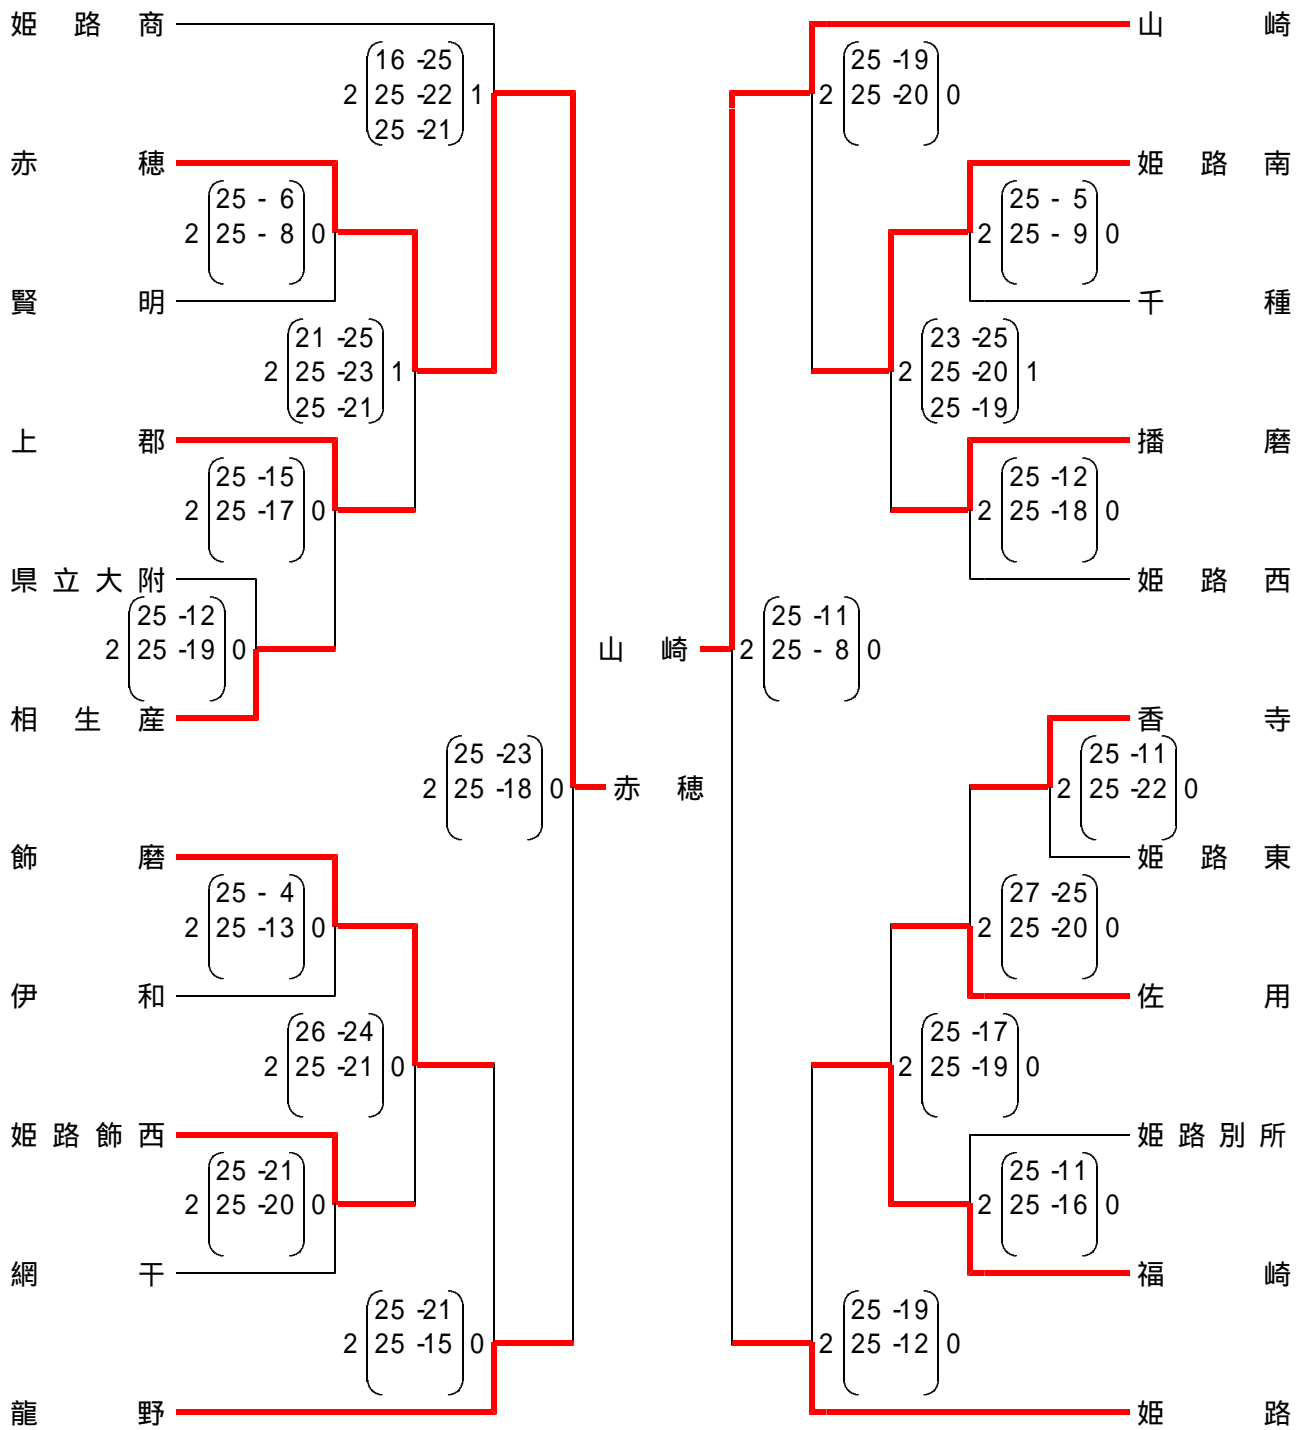 姫路商
16 -25
2 25 -22 1
25 -21
赤穂
25 - 6
2 25 - 8 0
賢明
21 -25
2 25 -23 1
25 -21
上郡
25 -15
2 25 -17 0
県立大附
25 -12
2 25 -19 0
相生産
25 -23
2 25 -18 0
赤穂
飾磨
25 - 4
2 25 -13 0
伊和
26 -24
2 25 -21 0
姫路飾西
25 -21
2 25 -20 0
網干
25 -21
2 25 -15 0
龍野
山崎
25 -19
2 25 -20 0
姫路南
25 - 5
2 25 - 9 0
千種
23 -25
2 25 -20 1
25 -19
播磨
25 -12
2 25 -18 0
姫路西
山崎
25 -11
2 25 - 8 0
香寺
25 -11
2 25 -22 0
姫路東
27 -25
2 25 -20 0
佐用
25 -17
2 25 -19 0
姫路別所
25 -11
2 25 -16 0
福崎
25 -19
2 25 -12 0
姫路